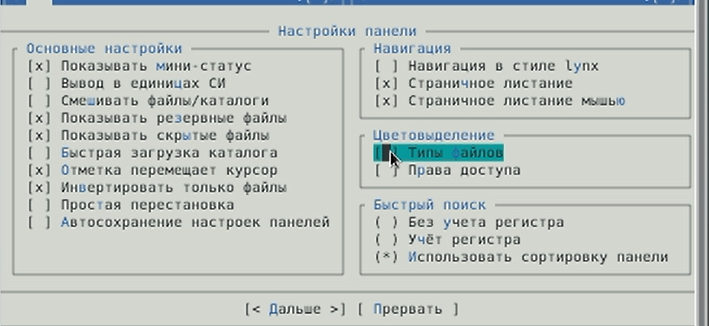 Настройки панели
Основные настройки
[x] Показывать мини-статус
[ ] Вывод в единицах СИ
[ ] Смешивать файлы/каталоги
[x] Показывать резервные файлы
[x] Показывать скрытые файлы
[ ] Быстрая загрузка каталога
[x] Отметка перемещает курсор
[x] Инвертировать только файлы
[ ] Простая перестановка
[ ] Автосохранение настроек панелей
Навигация
[ ] Навигация в стиле lynx
[x] Страничное листание
[x] Страничное листание мышью
Цветовыделение
[ ] Типы файлов
[ ] Права доступа
Быстрый поиск
( ) Без учета регистра
( ) Учёт регистра
(*) Использовать сортировку панели
[< Дальше >] [ Прервать ]